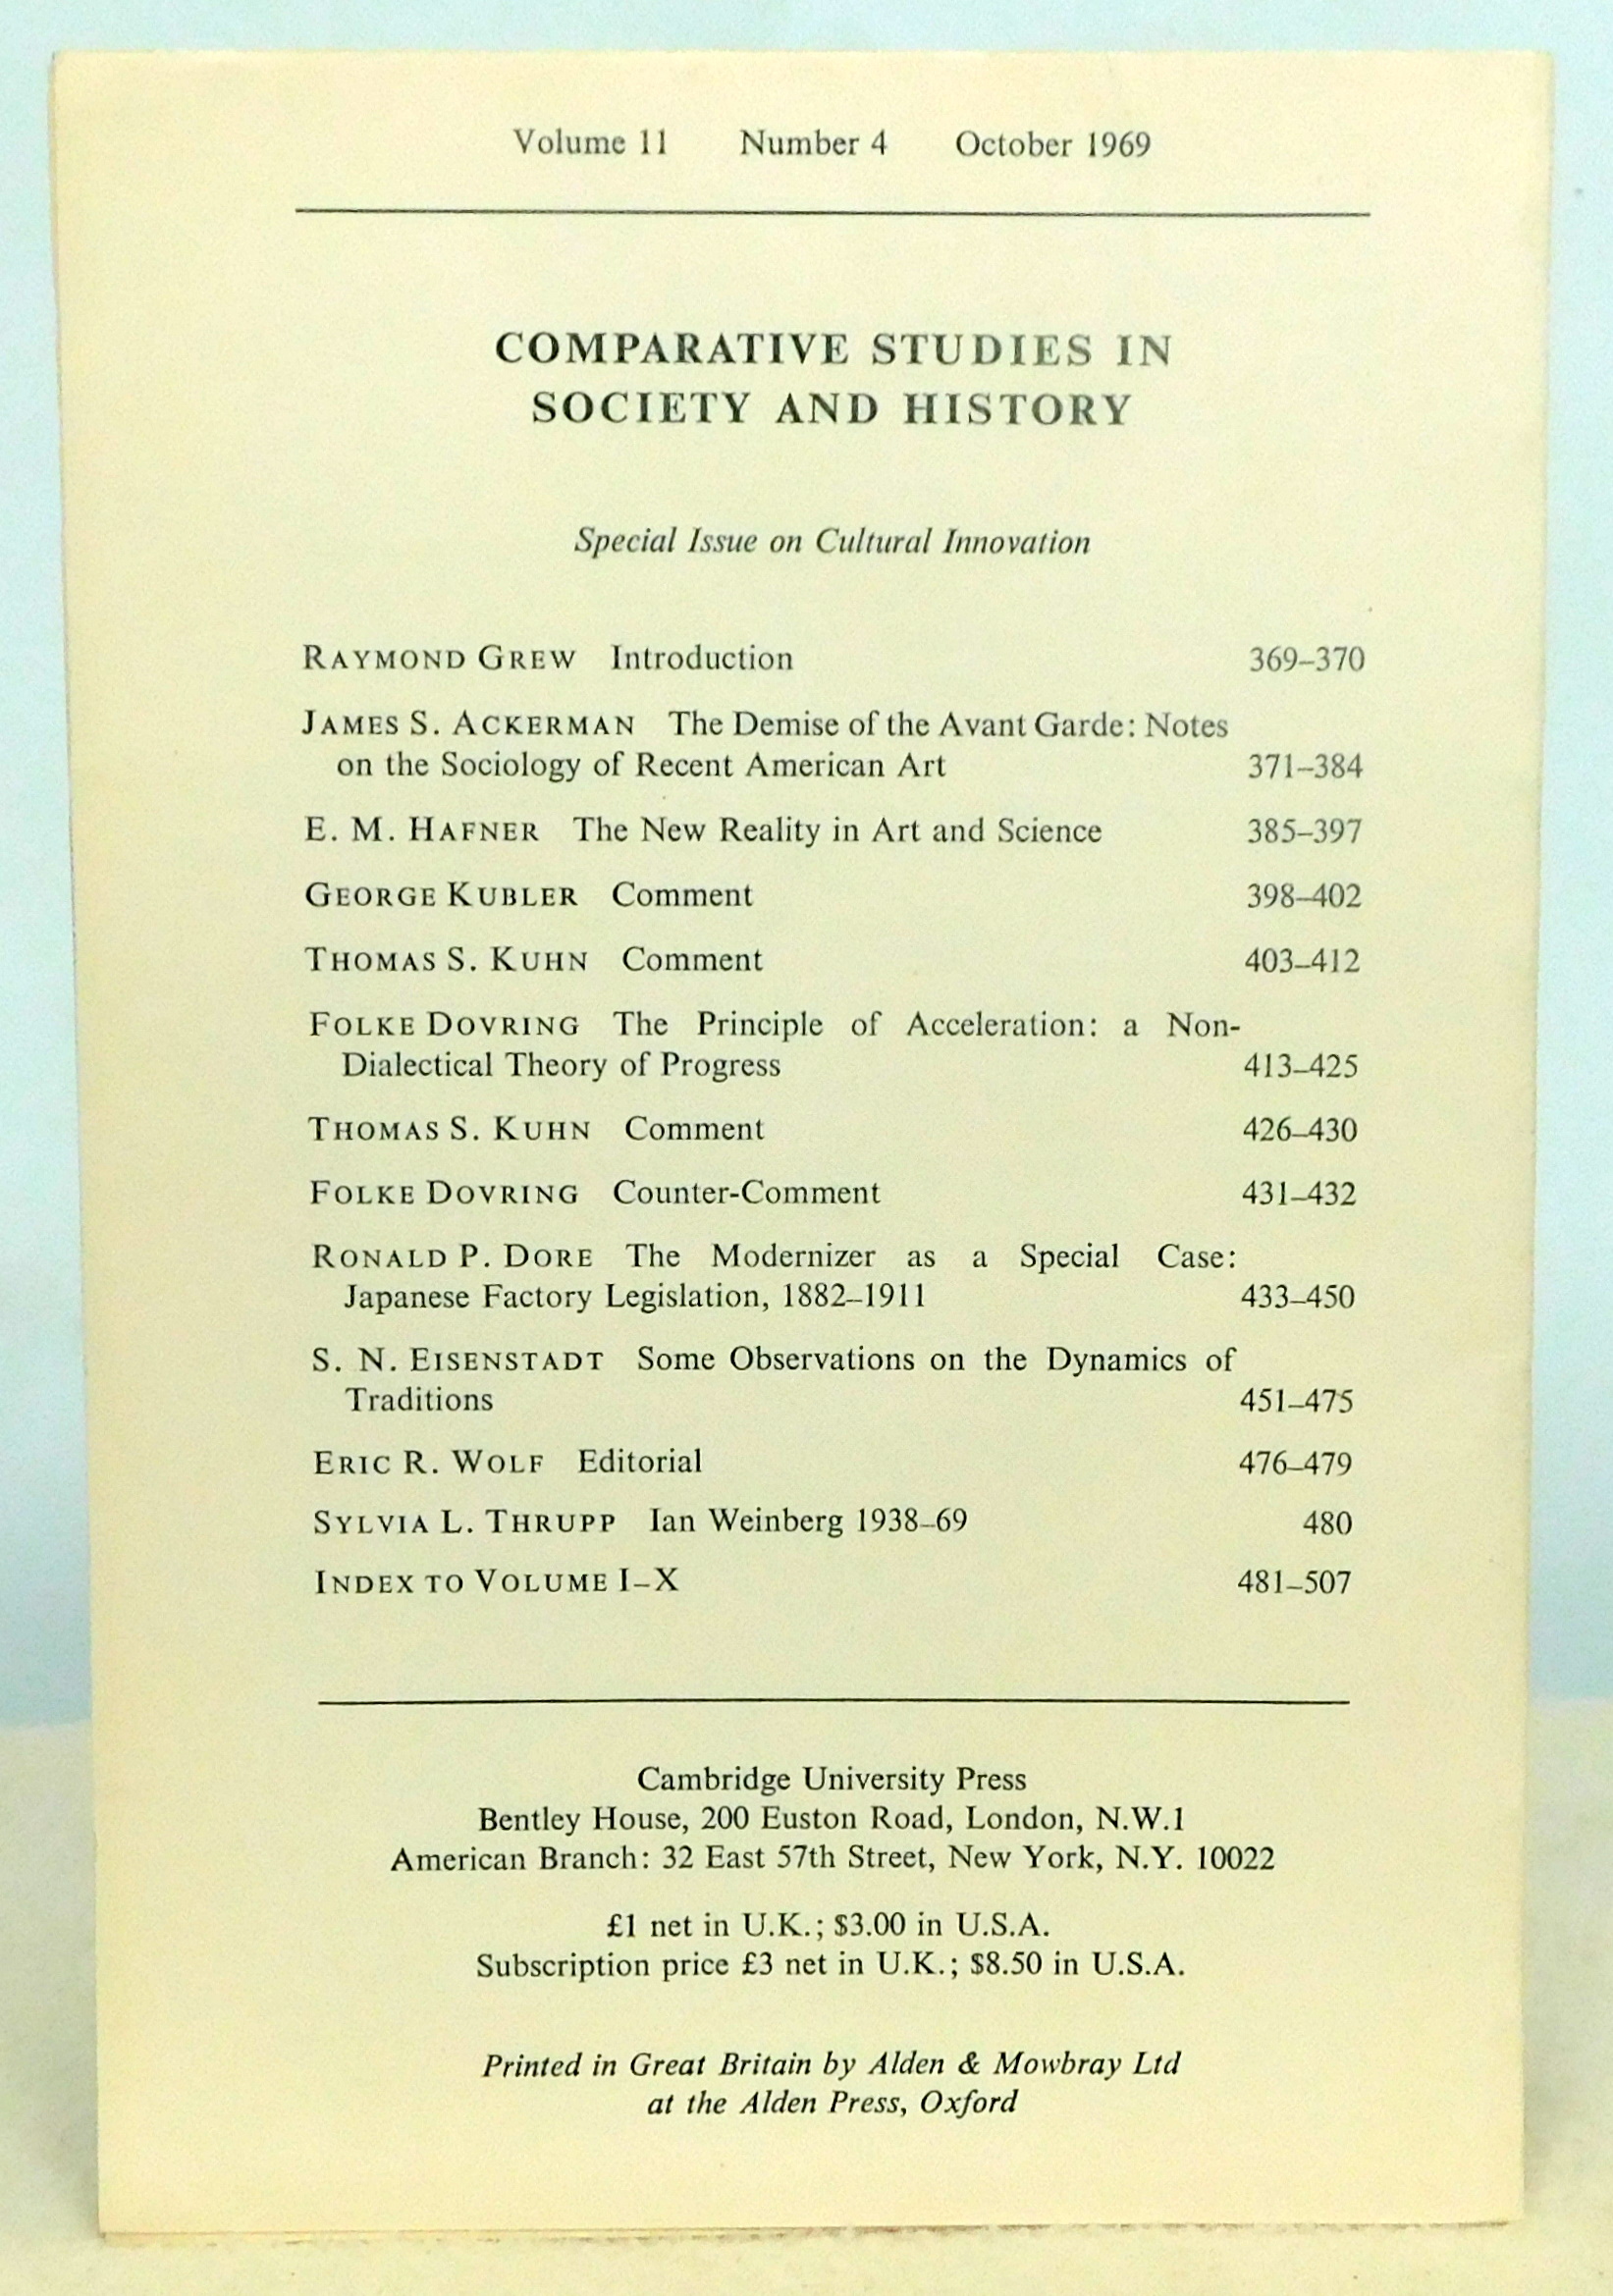 Volume 11 Number 4 October 1969
COMPARATIVE STUDIES IN
SOCIETY AND HISTORY
Special Issue on Cultural Innovation
RAYMOND GREW Introduction 369–370
JAMES S. ACKERMAN The Demise of the Avant Garde: Notes
on the Sociology of Recent American Art 371–384
E. M. HAFNER The New Reality in Art and Science 385–397
GEORGE KUBLER Comment 398–402
THOMAS S. KUHN Comment 403–412
FOLKE DOVRING The Principle of Acceleration: a Non-
Dialectical Theory of Progress 413–425
THOMAS S. KUHN Comment 426–430
FOLKE DOVRING Counter-Comment 431–432
RONALD P. DORE The Modernizer as a Special Case:
Japanese Factory Legislation, 1882–1911 433–450
S. N. EISENSTADT Some Observations on the Dynamics of
Traditions 451–475
ERIC R. WOLF Editorial 476–479
SYLVIA L. THRUPP Ian Weinberg 1938–69 480
INDEX TO VOLUME I–X 481–507
Cambridge University Press
Bentley House, 200 Euston Road, London, N.W.1
American Branch: 32 East 57th Street, New York, N.Y. 10022
£1 net in U.K.; $3.00 in U.S.A.
Subscription price £3 net in U.K.; $8.50 in U.S.A.
Printed in Great Britain by Alden & Mowbray Ltd
at the Alden Press, Oxford